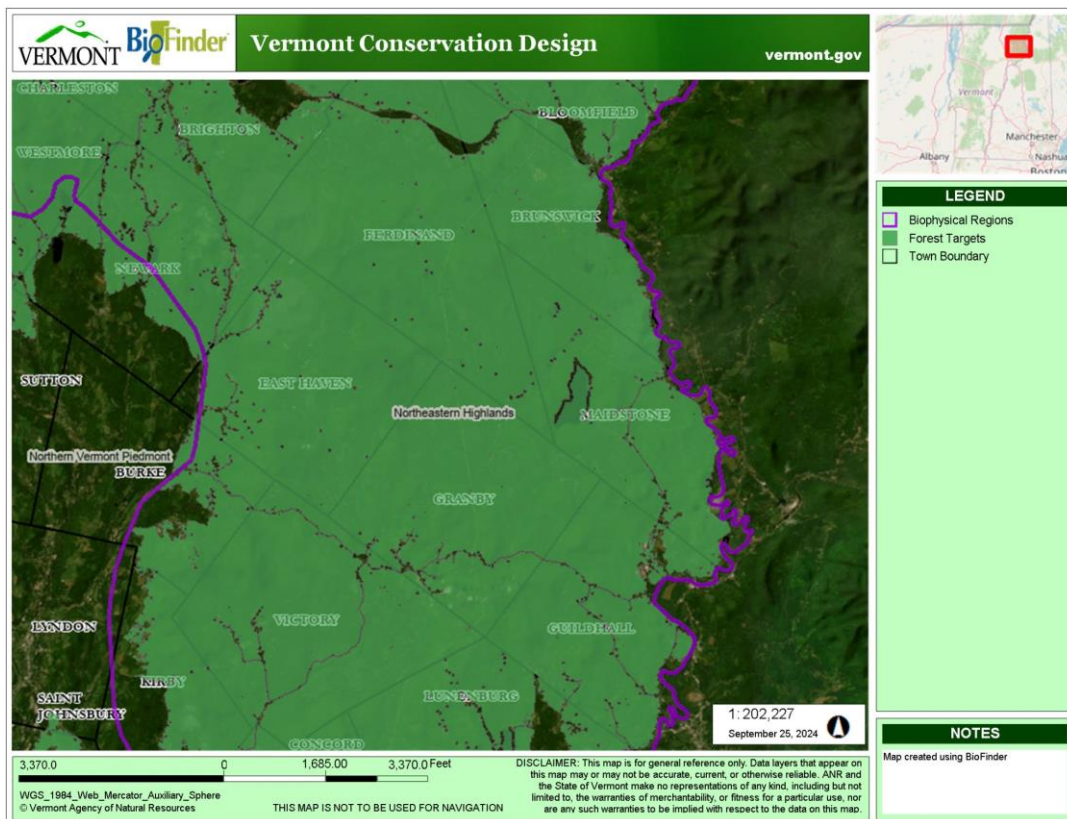 VERMONT
BioFinder
Vermont Conservation Design
vermont.gov
Vermont
Manchester
Albany
Nashua
Boston
CHARLESTON
BRIGHTON
BLOOMFIELD
WESTMORE
BRUNSWICK
FERDINAND
NEWARK
EAST HAVEN
SUTTON
Northeastern Highlands
MAIDSTONE
Northern Vermont Piedmont
BURKE
GRANBY
VICTORY
LYNDON
GUILDHALL
KIRBY
LUNENBURG
SAINT
JOHNSBURY
CONCORD
LEGEND
Biophysical Regions
Forest Targets
Town Boundary
1: 202,227
September 25, 2024
NOTES
Map created using BioFinder
3,370.0 0 1,685.00 3,370.0 Feet
WGS_1984_Web_Mercator_Auxiliary_Sphere
© Vermont Agency of Natural Resources
THIS MAP IS NOT TO BE USED FOR NAVIGATION
DISCLAIMER: This map is for general reference only. Data layers that appear on
this map may or may not be accurate, current, or otherwise reliable. ANR and
the State of Vermont make no representations of any kind, including but not
limited to, the warranties of merchantability, or fitness for a particular use, nor
are any such warranties to be implied with respect to the data on this map.